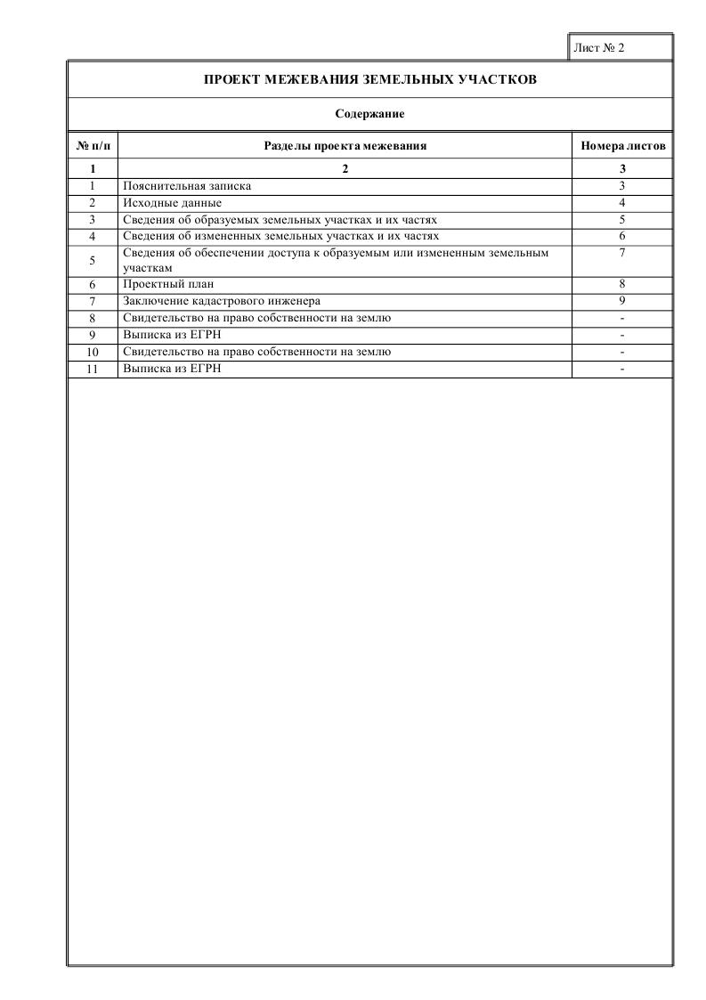 Лист № 2
ПРОЕКТ МЕЖЕВАНИЯ ЗЕМЕЛЬНЫХ УЧАСТКОВ
Содержание
№ п/п Разделы проекта межевания Номера листов
1 2 3
1 Пояснительная записка 3
2 Исходные данные 4
3 Сведения об образуемых земельных участках и их частях 5
4 Сведения об измененных земельных участках и их частях 6
5 Сведения об обеспечении доступа к образуемым или измененным земельным 7
участкам
6 Проектный план 8
7 Заключение кадастрового инженера 9
8 Свидетельство на право собственности на землю -
9 Выписка из ЕГРН -
10 Свидетельство на право собственности на землю -
11 Выписка из ЕГРН -